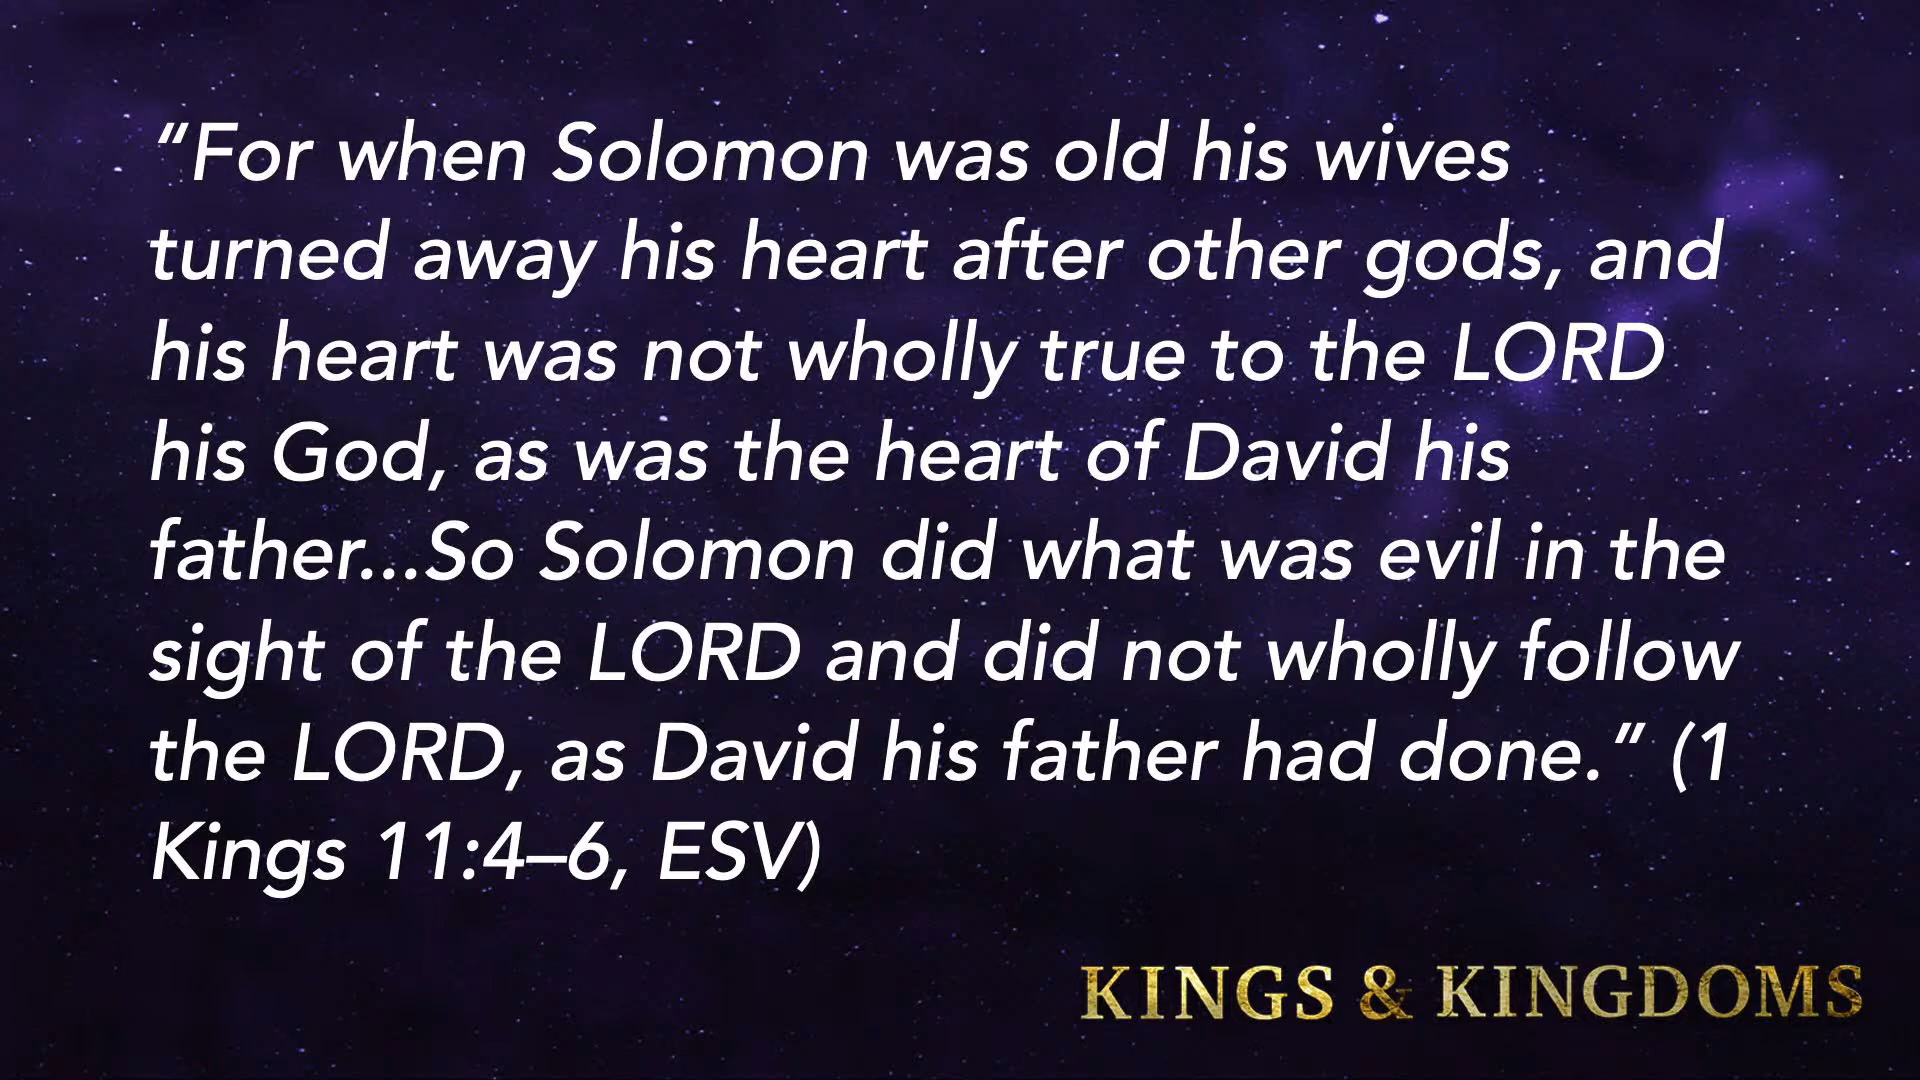 “For when Solomon was old his wives
turned away his heart after other gods, and
his heart was not wholly true to the LORD
his God, as was the heart of David his
father...So Solomon did what was evil in the
sight of the LORD and did not wholly follow
the LORD, as David his father had done.” (1
Kings 11:4–6, ESV)
KINGS & KINGDOMS